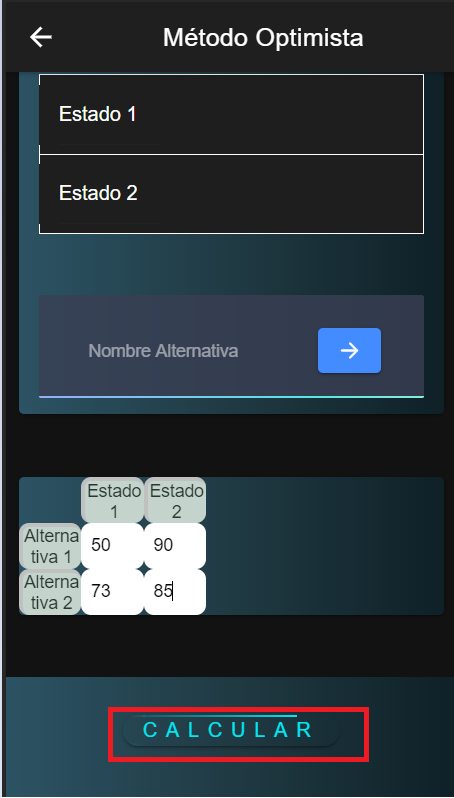 Método Optimista
Estado 1
Estado 2
Nombre Alternativa
Estado Estado
1 2
Alterna
tiva 1 50 90
Alterna
tiva 2 73 85
CALCULAR